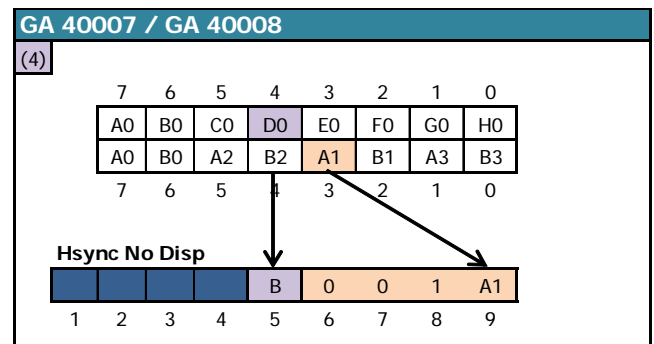 GA 40007 / GA 40008
(4)
7 6 5 4 3 2 1 0
A0 B0 C0 D0 E0 F0 G0 H0
A0 B0 A2 B2 A1 B1 A3 B3
7 6 5 4 3 2 1 0
Hsync No Disp
B 0 0 1 A1
1 2 3 4 5 6 7 8 9